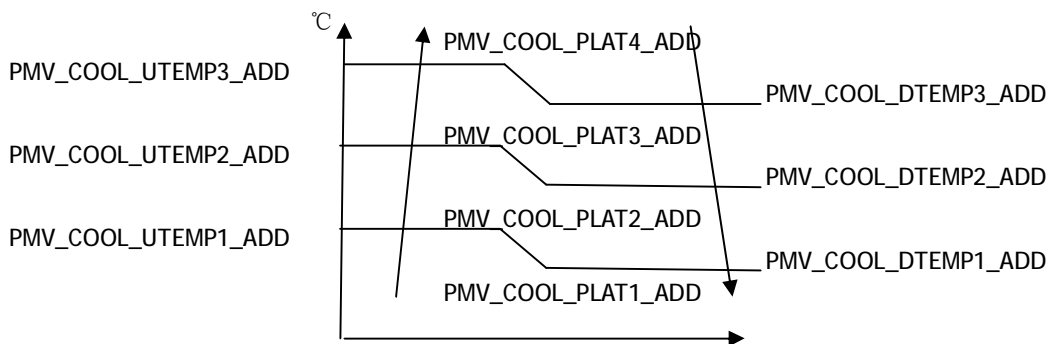 ℃
PMV_COOL_PLAT4_ADD
PMV_COOL_UTEMP3_ADD
PMV_COOL_DTEMP3_ADD
PMV_COOL_PLAT3_ADD
PMV_COOL_UTEMP2_ADD
PMV_COOL_DTEMP2_ADD
PMV_COOL_PLAT2_ADD
PMV_COOL_UTEMP1_ADD
PMV_COOL_DTEMP1_ADD
PMV_COOL_PLAT1_ADD